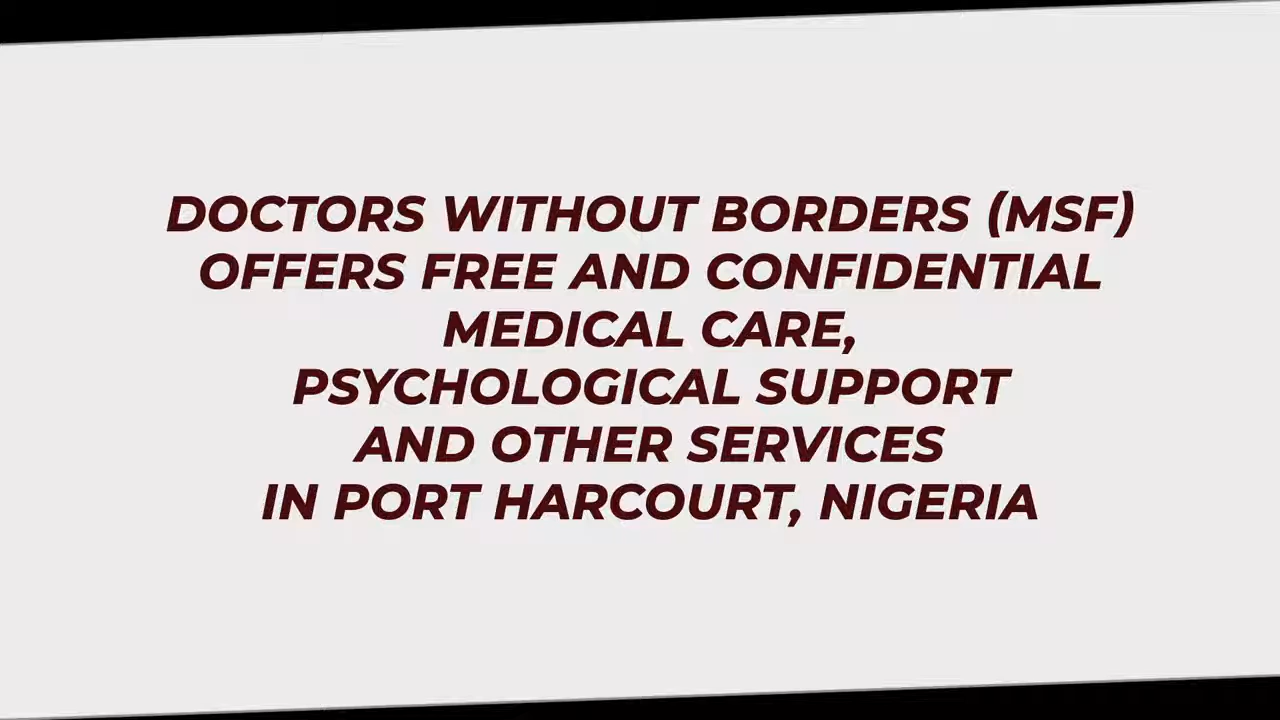 DOCTORS WITHOUT BORDERS (MSF)
OFFERS FREE AND CONFIDENTIAL
MEDICAL CARE,
PSYCHOLOGICAL SUPPORT
AND OTHER SERVICES
IN PORT HARCOURT, NIGERIA